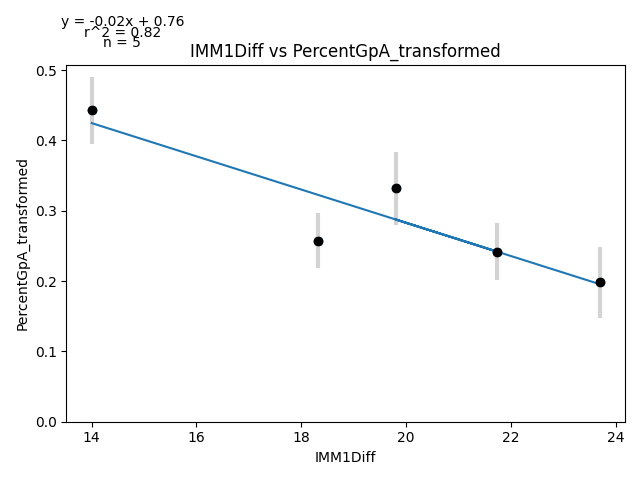 y = -0.02x + 0.76
r^2 = 0.82
n = 5
IMM1Diff vs PercentGpA_transformed
PercentGpA_transformed
0.5
0.4
0.3
0.2
0.1
0.0
14 16 18 20 22 24
IMM1Diff